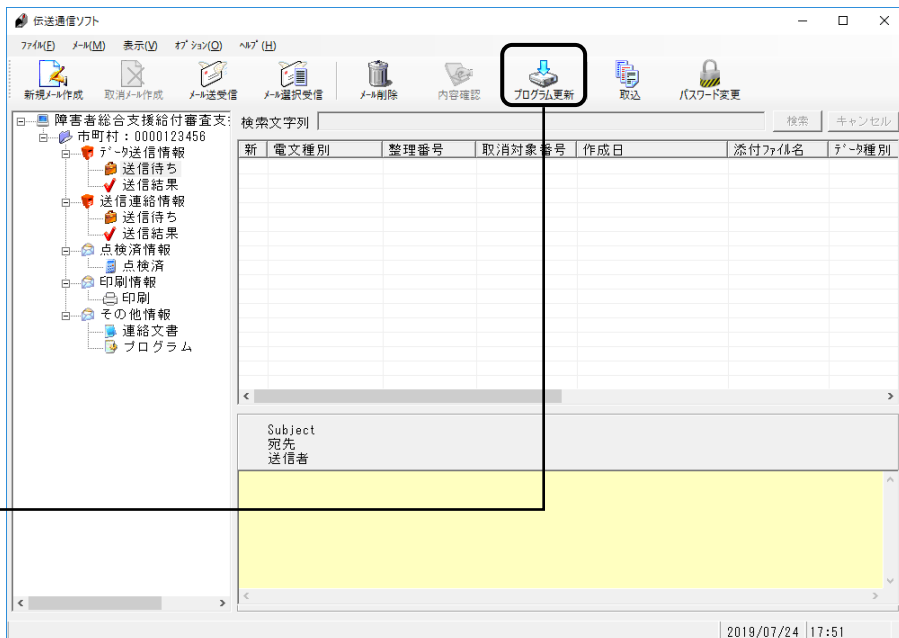 伝送通信ソフト
ﾌｧｲﾙ(F) ﾒｰﾙ(M) 表示(V) ｵﾌﾟｼｮﾝ(O) ﾍﾙﾌﾟ(H)
新規ﾒｰﾙ作成 取消ﾒｰﾙ作成 ﾒｰﾙ送受信 ﾒｰﾙ選択受信 ﾒｰﾙ削除 内容確認 ﾌﾟﾛｸﾞﾗﾑ更新 取込 ﾊﾟｽﾜｰﾄﾞ変更
障害者総合支援給付審査支
市町村：0000123456
ﾃﾞｰﾀ送信情報
送信待ち
送信結果
送信連絡情報
送信待ち
送信結果
点検済情報
点検済
印刷情報
印刷
その他情報
連絡文書
プログラム
検索文字列 検索 キャンセル
新 電文種別 整理番号 取消対象番号 作成日 添付ﾌｧｲﾙ名 ﾃﾞｰﾀ種別
Subject
宛先
送信者
2019/07/24 17:51